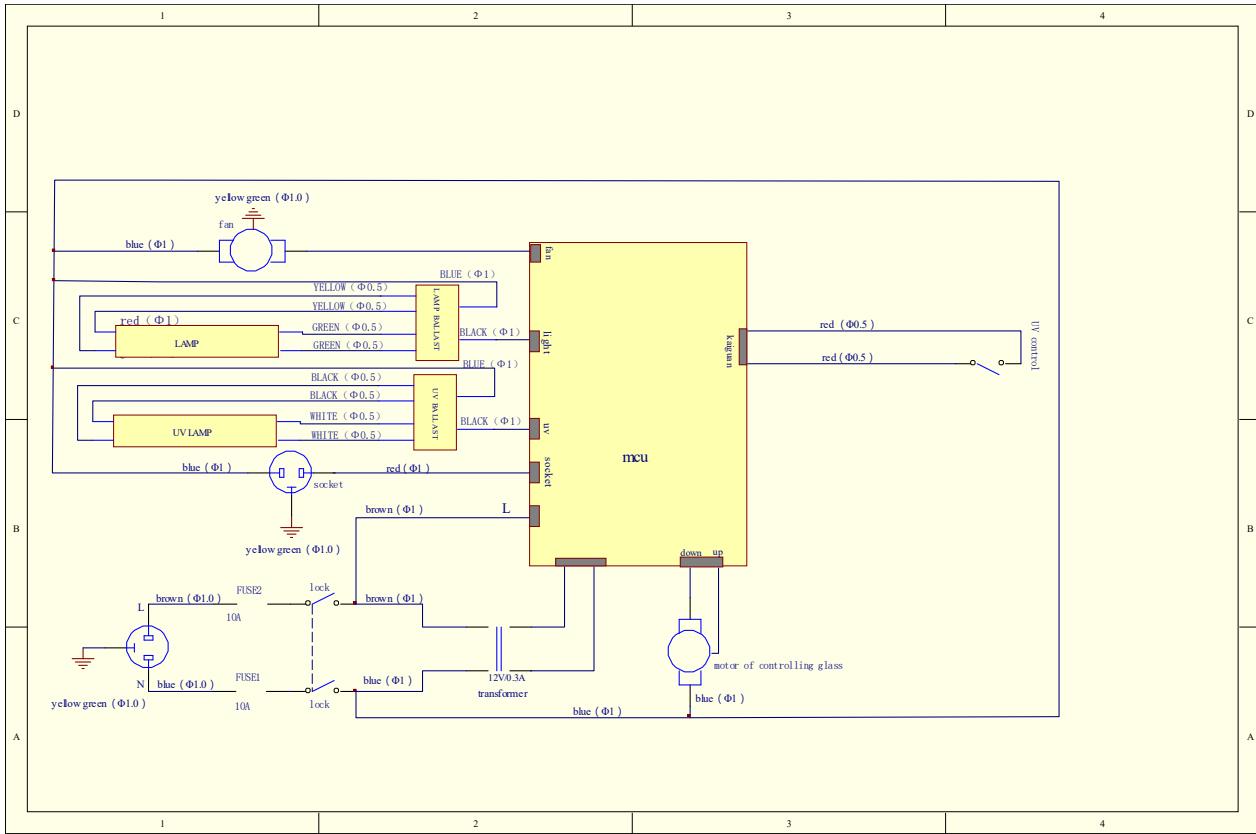 1 2 3 4
D D
yellow green (Φ1.0)
fan
blue (Φ1)
fan
BLUE (Φ1)
YELLOW (Φ0.5)
YELLOW (Φ0.5)
LAMP BALLAST
C C
red (Φ1)
GREEN (Φ0.5)
BLACK (Φ1)
light
red (Φ0.5)
UV control
LAMP
GREEN (Φ0.5)
kaiguan
BLUE (Φ1)
red (Φ0.5)
BLACK (Φ0.5)
BLACK (Φ0.5)
UV BALLAST
WHITE (Φ0.5)
BLACK (Φ1)
uv
UV LAMP
WHITE (Φ0.5)
mcu
blue (Φ1)
red (Φ1)
socket
socket
brown (Φ1)
L
B B
yellow green (Φ1.0)
down up
FUSE2
lock
L
brown (Φ1.0)
brown (Φ1)
10A
motor of controlling glass
N
blue (Φ1.0)
FUSE1
blue (Φ1)
12V/0.3A
transformer
yellow green (Φ1.0)
10A
lock
blue (Φ1)
blue (Φ1)
A A
1 2 3 4